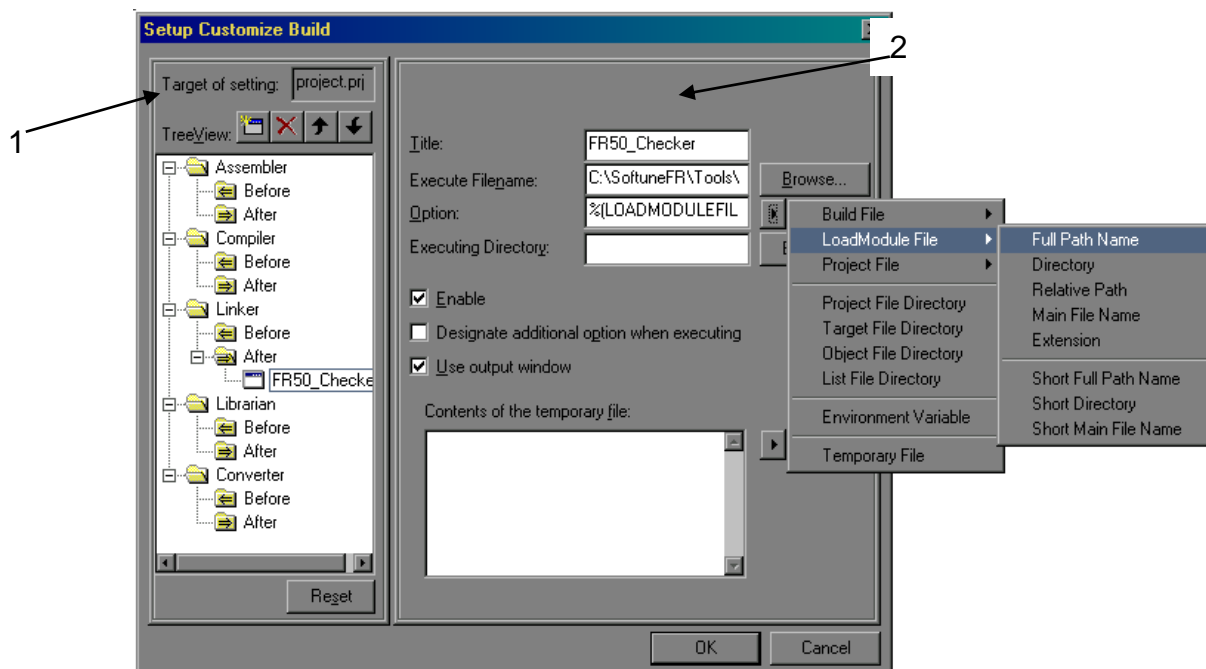 Setup Customize Build
2
1
Target of setting: project.prj
TreeView:
Assembler
Before
After
Compiler
Before
After
Linker
Before
After
FR50_Checke
Librarian
Before
After
Converter
Before
After
Reset
Title: FR50_Checker
Execute Filename: C:\SoftuneFR\Tools\ Browse...
Option: %(LOADMODULEFIL
Executing Directory:
Enable
Designate additional option when executing
Use output window
Contents of the temporary file:
Build File
LoadModule File
Project File
Project File Directory
Target File Directory
Object File Directory
List File Directory
Environment Variable
Temporary File
Full Path Name
Directory
Relative Path
Main File Name
Extension
Short Full Path Name
Short Directory
Short Main File Name
OK Cancel